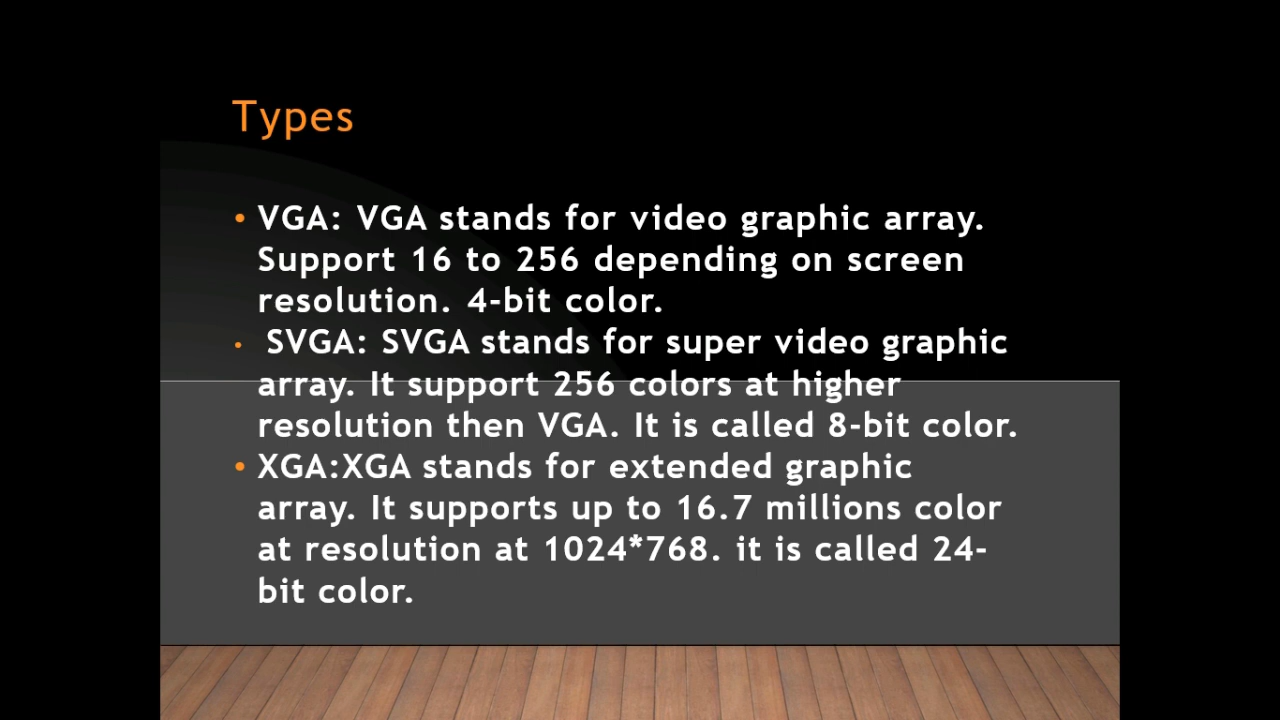 Types
• VGA: VGA stands for video graphic array.
Support 16 to 256 depending on screen
resolution. 4-bit color.
• SVGA: SVGA stands for super video graphic
array. It support 256 colors at higher
resolution then VGA. It is called 8-bit color.
• XGA:XGA stands for extended graphic
array. It supports up to 16.7 millions color
at resolution at 1024*768. it is called 24-
bit color.